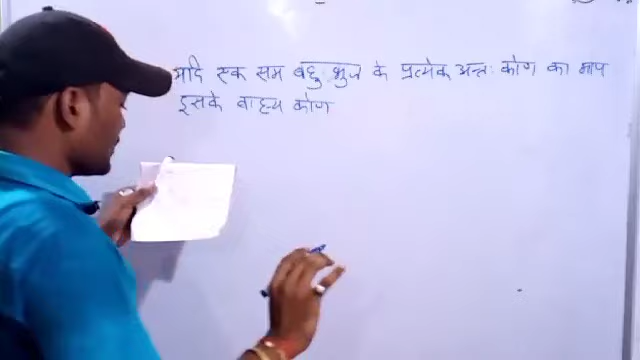 यदि एक सम बहु भुज के प्रत्येक अन्तः कोण का माप
इसके वाह्य कोण